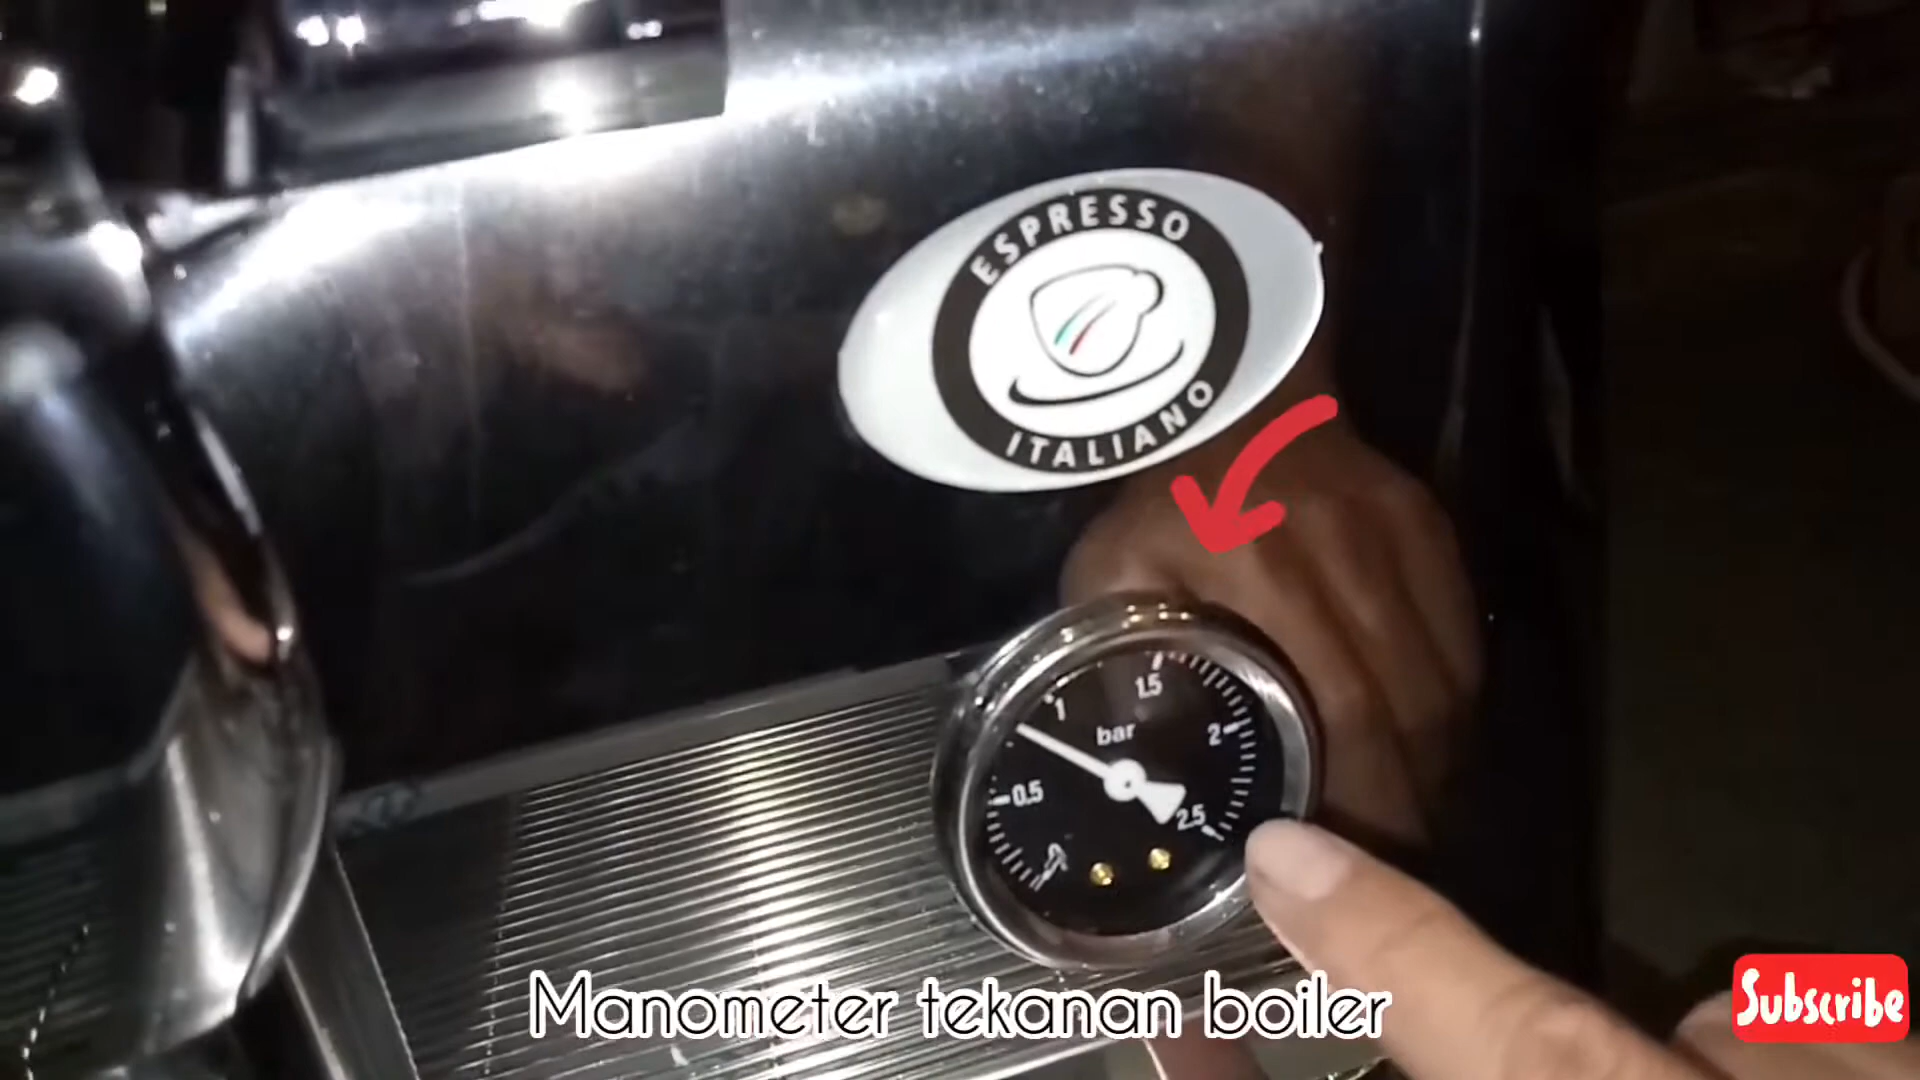 ESPRESSO
ITALIANO
1.5
1
bar
2
0.5
2.5
Manometer tekanan boiler
Subscribe